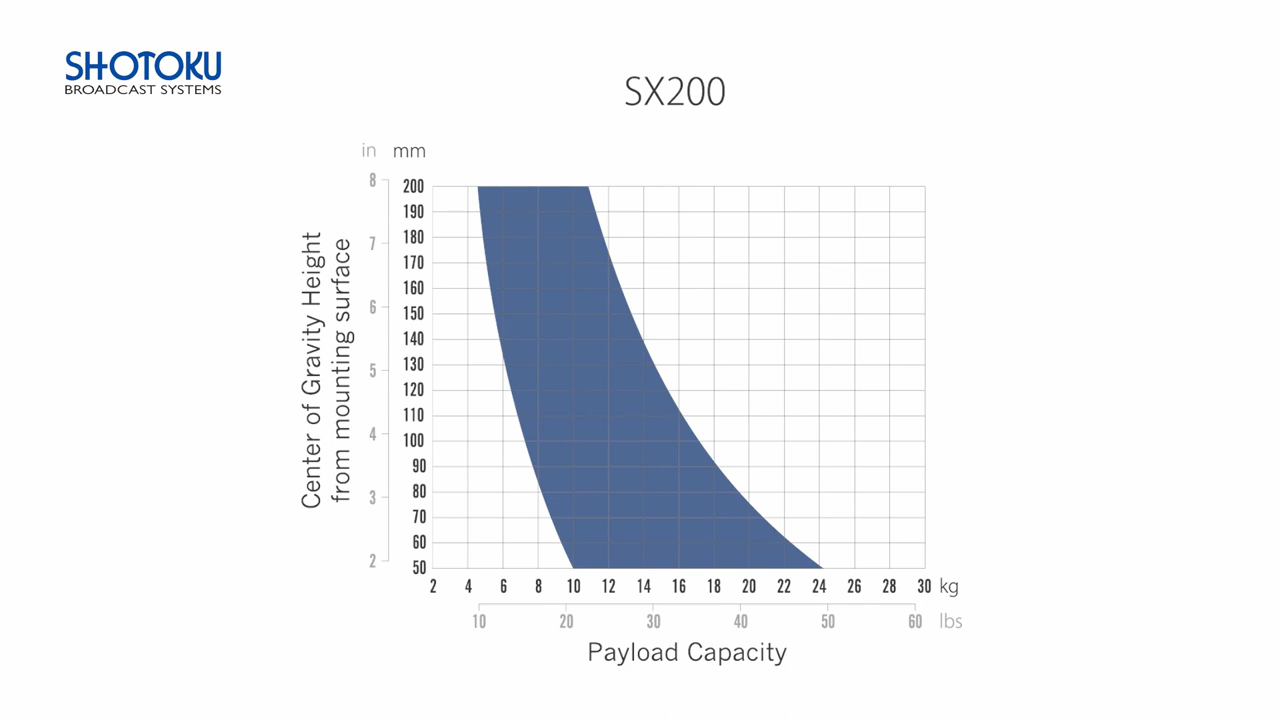 SHOTOKU
BROADCAST SYSTEMS
SX200
in mm
8
7
6
5
4
3
2
200
190
180
170
160
150
140
130
120
110
100
90
80
70
60
50
Center of Gravity Height
from mounting surface
2 4 6 8 10 12 14 16 18 20 22 24 26 28 30 kg
10 20 30 40 50 60 lbs
Payload Capacity